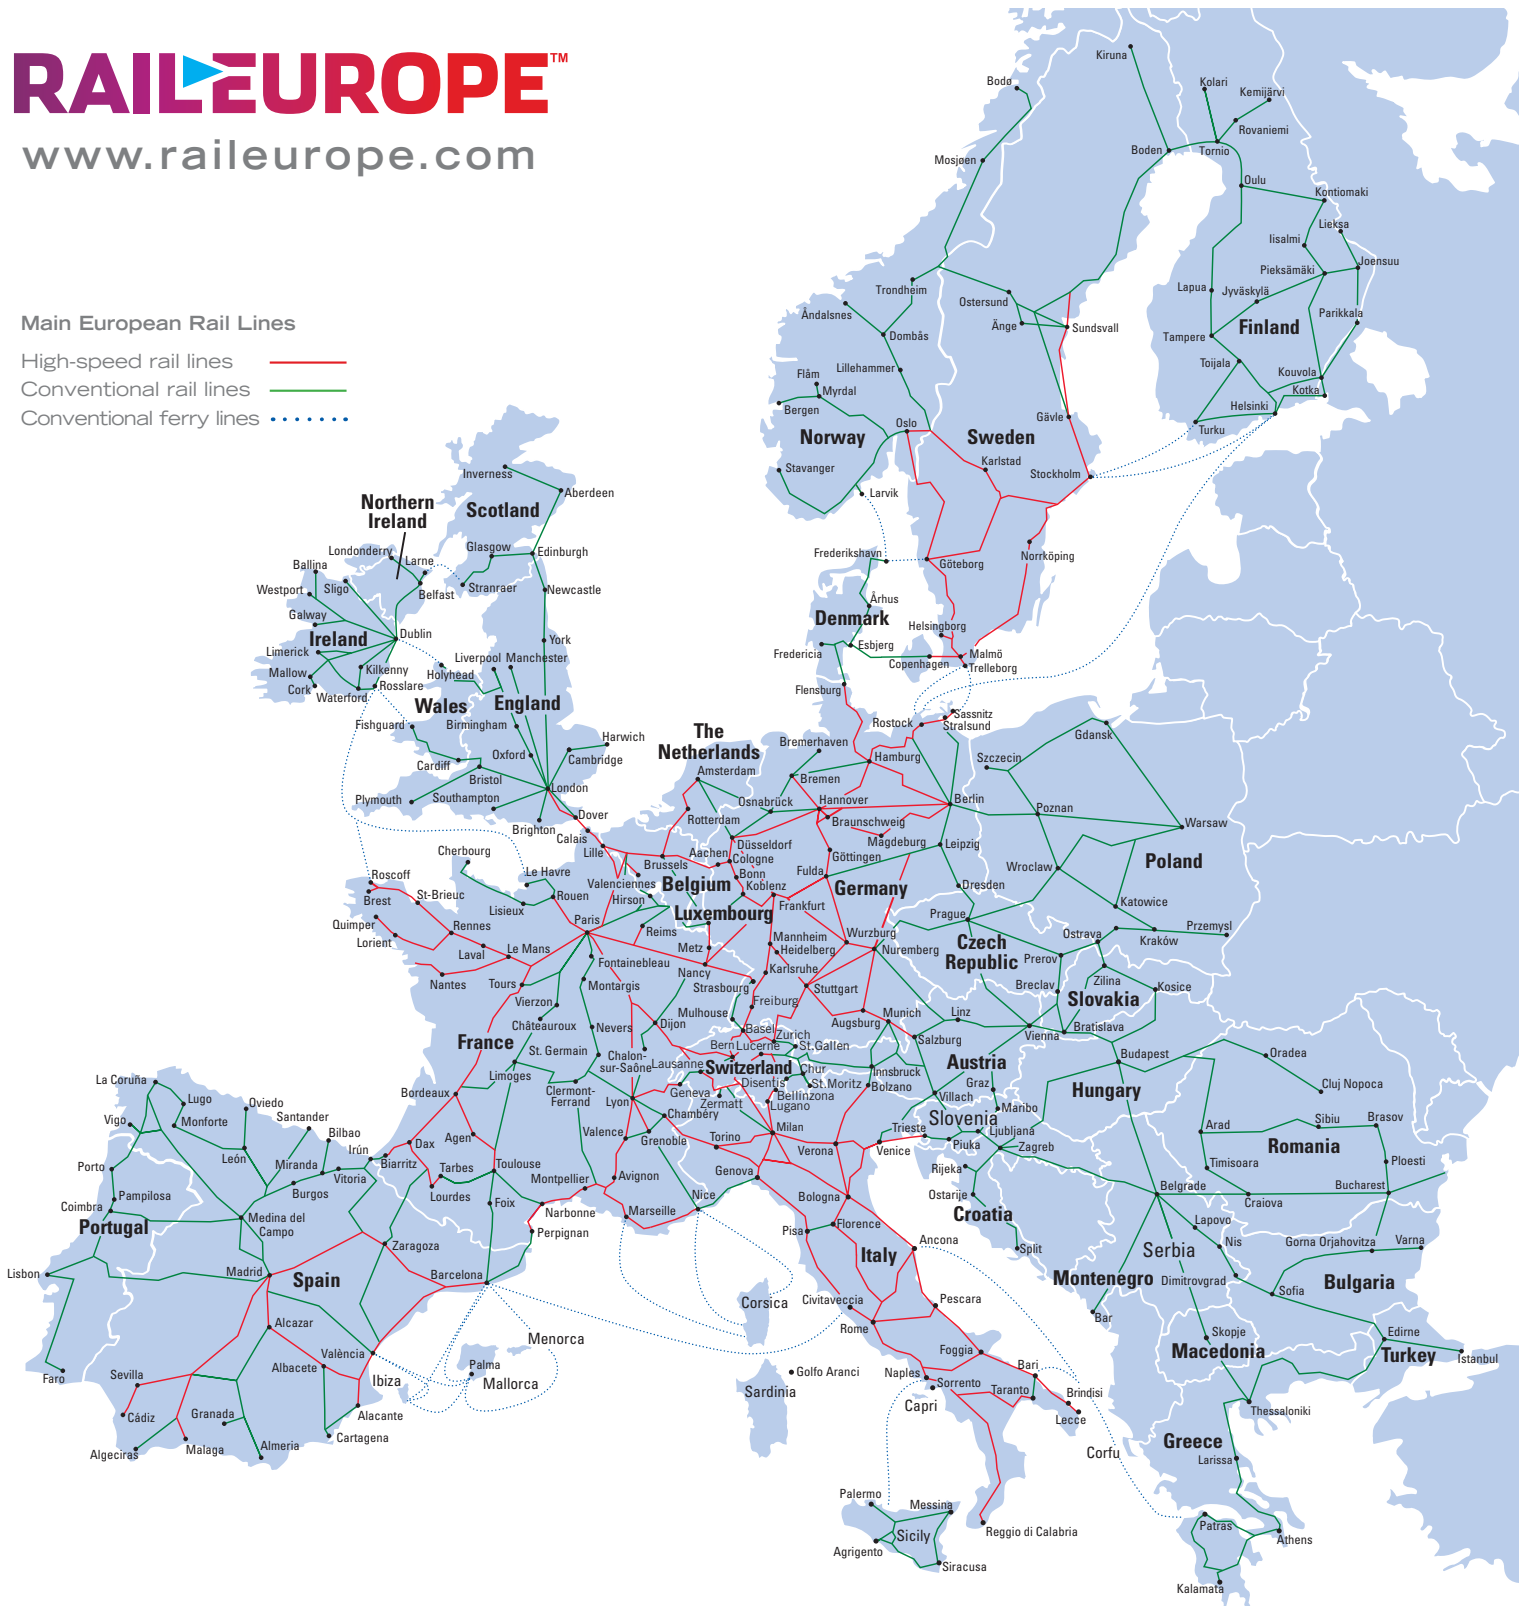 RAILEUROPE™
www.raileurope.com
Main European Rail Lines
High-speed rail lines
Conventional rail lines
Conventional ferry lines
Kiruna
Bodø
Kolari
Kemijärvi
Rovaniemi
Mosjøen
Boden
Tornio
Oulu
Kontiomaki
Lieksa
Iisalmi
Joensuu
Pieksämäki
Trondheim
Ostersund
Lapua
Jyväskylä
Åndalsnes
Änge
Sundsvall
Parikkala
Finland
Dombås
Tampere
Toijala
Lillehammer
Flåm
Myrdal
Kouvola
Kotka
Bergen
Helsinki
Oslo
Gävle
Turku
Norway
Sweden
Karlstad
Stavanger
Stockholm
Larvik
Inverness
Aberdeen
Northern
Ireland
Scotland
Londonderry
Larne
Glasgow
Edinburgh
Frederikshavn
Göteborg
Norrköping
Ballina
Westport
Sligo
Belfast
Stranraer
Newcastle
Århus
Galway
Denmark
Ireland
Dublin
York
Helsingborg
Limerick
Esbjerg
Fredericia
Copenhagen
Malmö
Trelleborg
Liverpool
Manchester
Mallow
Kilkenny
Holyhead
Cork
Waterford
Rosslare
Flensburg
Wales
England
Sassnitz
Stralsund
Rostock
Fishguard
Birmingham
The
Netherlands
Gdansk
Harwich
Bremerhaven
Oxford
Cambridge
Cardiff
Hamburg
Szczecin
Amsterdam
Bremen
Bristol
London
Plymouth
Southampton
Osnabrück
Hannover
Berlin
Poznan
Dover
Rotterdam
Braunschweig
Warsaw
Brighton
Calais
Magdeburg
Düsseldorf
Leipzig
Cherbourg
Lille
Aachen
Cologne
Göttingen
Brussels
Poland
Wroclaw
Roscoff
Le Havre
Bonn
Fulda
Valenciennes
Belgium
Koblenz
Germany
Dresden
Brest
St-Brieuc
Rouen
Hirson
Frankfurt
Katowice
Lisieux
Luxembourg
Prague
Quimper
Rennes
Paris
Reims
Przemysl
Lorient
Wurzburg
Mannheim
Czech
Republic
Ostrava
Kraków
Laval
Le Mans
Metz
Heidelberg
Nuremberg
Fontainebleau
Prerov
Nancy
Karlsruhe
Zilina
Nantes
Tours
Montargis
Strasbourg
Stuttgart
Breclav
Kosice
Slovakia
Vierzon
Freiburg
Mulhouse
Munich
Linz
Châteauroux
Nevers
Dijon
Augsburg
Basel
Bratislava
France
Zurich
Vienna
Bern
Lucerne
St.Gallen
Salzburg
St. Germain
Chalon-
sur-Saône
Lausanne
Switzerland
Austria
Budapest
Oradea
Limoges
Chur
Innsbruck
La Coruña
Disentis
St.Moritz
Bolzano
Graz
Hungary
Cluj Nopoca
Bordeaux
Clermont-
Ferrand
Geneva
Zermatt
Bellinzona
Villach
Lugo
Lyon
Lugano
Maribo
Oviedo
Chambéry
Slovenia
Sibiu
Brasov
Vigo
Monforte
Santander
Arad
Romania
Bilbao
Agen
Valence
Grenoble
Torino
Milan
Trieste
Ljubljana
Dax
Irún
Piuka
Zagreb
León
Verona
Venice
Porto
Miranda
Biarritz
Tarbes
Toulouse
Rijeka
Timisoara
Ploesti
Vitoria
Montpellier
Avignon
Genova
Burgos
Lourdes
Belgrade
Bucharest
Pampilosa
Nice
Bologna
Ostarije
Craiova
Coimbra
Foix
Narbonne
Marseille
Croatia
Portugal
Medina del
Campo
Perpignan
Pisa
Florence
Lapovo
Zaragoza
Ancona
Nis
Gorna Orjahovitza
Varna
Italy
Split
Serbia
Lisbon
Madrid
Spain
Barcelona
Montenegro
Dimitrovgrad
Bulgaria
Sofia
Corsica
Civitaveccia
Pescara
Bar
Alcazar
Rome
Menorca
Skopje
Edirne
València
Foggia
Macedonia
Turkey
Istanbul
Albacete
Palma
Golfo Aranci
Bari
Faro
Sevilla
Ibiza
Mallorca
Sardinia
Naples
Sorrento
Taranto
Brindisi
Capri
Lecce
Cádiz
Granada
Alacante
Thessaloniki
Cartagena
Greece
Algeciras
Malaga
Almeria
Corfu
Larissa
Palermo
Messina
Patras
Sicily
Reggio di Calabria
Athens
Agrigento
Siracusa
Kalamata